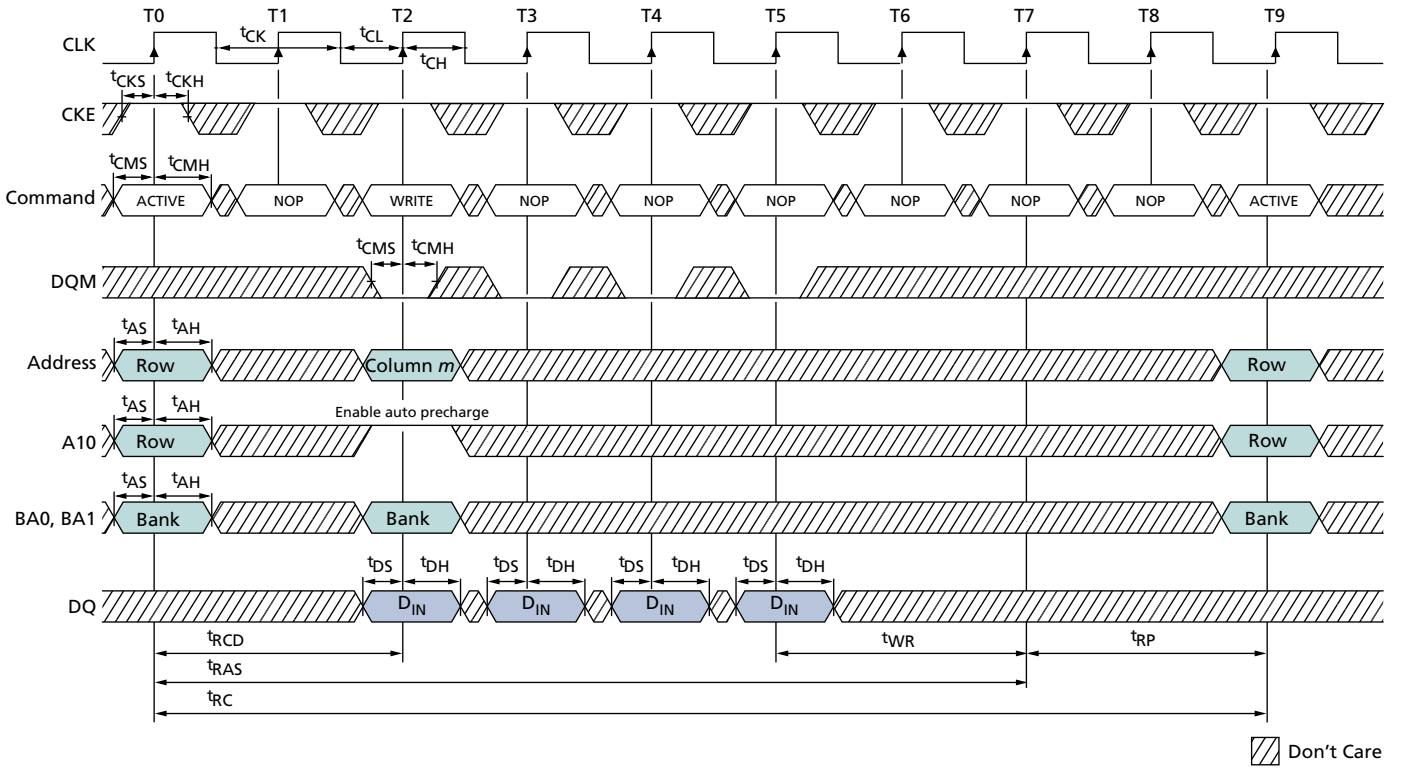 T0 T1 T2 T3 T4 T5 T6 T7 T8 T9
CLK tCK tCL tCH
tCKS tCKH
CKE
tCMS tCMH
Command ACTIVE NOP WRITE NOP NOP NOP NOP NOP NOP ACTIVE
tCMS tCMH
DQM
tAS tAH
Address Row Column m Row
tAS tAH Enable auto precharge
A10 Row Row
tAS tAH
BA0, BA1 Bank Bank Bank
tDS tDH tDS tDH tDS tDH tDS tDH
DQ DIN DIN DIN DIN
tRCD tWR tRP
tRAS
tRC
Don't Care